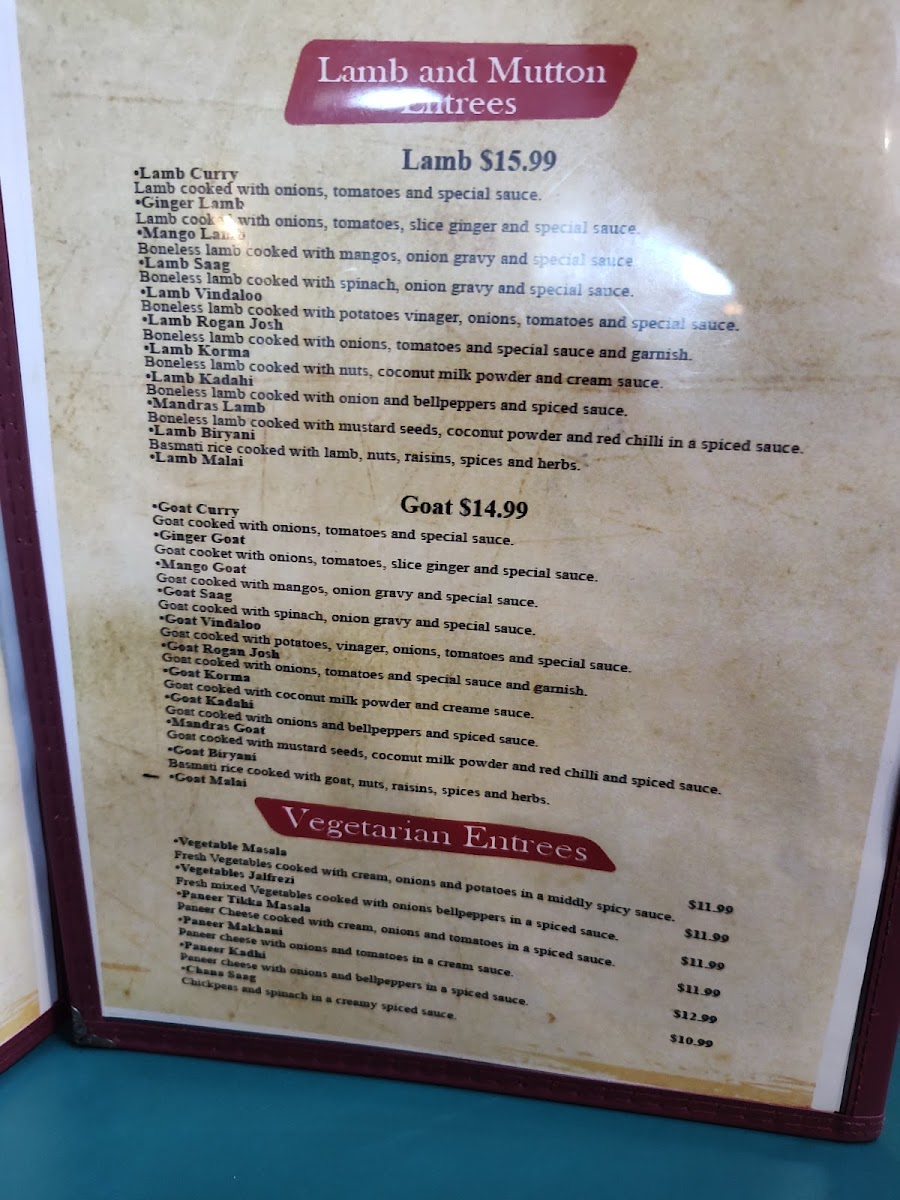 Lamb and Mutton
Entrees
Lamb $15.99
•Lamb Curry
Lamb cooked with onions, tomatoes and special sauce.
•Ginger Lamb
Lamb cooked with onions, tomatoes, slice ginger and special sauce.
•Mango Lamb
Boneless lamb cooked with mangos, onion gravy and special sauce
•Lamb Saag
Boneless lamb cooked with spinach, onion gravy and special sance.
•Lamb Vindaloo
Boneless lamb cooked with potatoes vinager, onions, tomatoes and special sauce.
•Lamb Rogan Josh
Boneless lamb cooked with onions, tomatoes and special sauce and garnish.
•Lamb Korma
Boneless lamb cooked with nuts, coconut milk powder and cream sauce.
•Lamb Kadahi
Boneless lamb cooked with onion and bellpeppers and spiced sauce.
•Mandras Lamb
Boneless lamb cooked with mustard seeds, coconut powder and red chilli in a spiced sauce.
•Lamb Biryani
Basmati rice cooked with lamb, nuts, raisins, spices and herbs.
•Lamb Malai
Goat $14.99
•Goat Curry
Goat cooked with onions, tomatoes and special sauce.
•Ginger Goat
Goat cooket with onions, tomatoes, slice ginger and special sauce.
•Mango Goat
Goat cooked with mangos, onion gravy and special sauce.
•Goat Saag
Goat cooked with spinach, onion gravy and special sauce.
•Goat Vindaloo
Goat cooked with potatoes, vinager, onions, tomatoes and special sauce.
•Goat Rogan Josh
Goat cooked with onions, tomatoes and special sauce and garnish.
•Goat Korma
Goat cooked with coconut milk powder and creame sauce.
•Goat Kadahi
Goat cooked with onions and bellpeppers and spiced sauce.
•Mandras Goat
Goat cooked with mustard seeds, coconut milk powder and red chilli and spiced sauce.
•Goat Biryani
Basmati rice cooked with goat, nuts, raisins, spices and herbs.
•Goat Malai
Vegetarian Entrees
•Vegetable Masala
Fresh Vegetables cooked with cream, onions and potatoes in a middly spicy sauce. $11.99
•Vegetables Jalfrezi
Fresh mixed Vegetables cooked with onions bellpeppers in a spiced sauce. $11.99
•Paneer Tikka Masala
Paneer Cheese cooked with cream, onions and tomatoes in a spiced sauce. $11.99
•Paneer Makhani
Paneer cheese with onions and tomatoes in a cream sauce. $11.99
•Paneer Kadhi
Paneer cheese with onions and bellpeppers in a spiced sauce. $12.99
•Chana Saag
Chickpeas and spinach in a creamy spiced sauce. $10.99